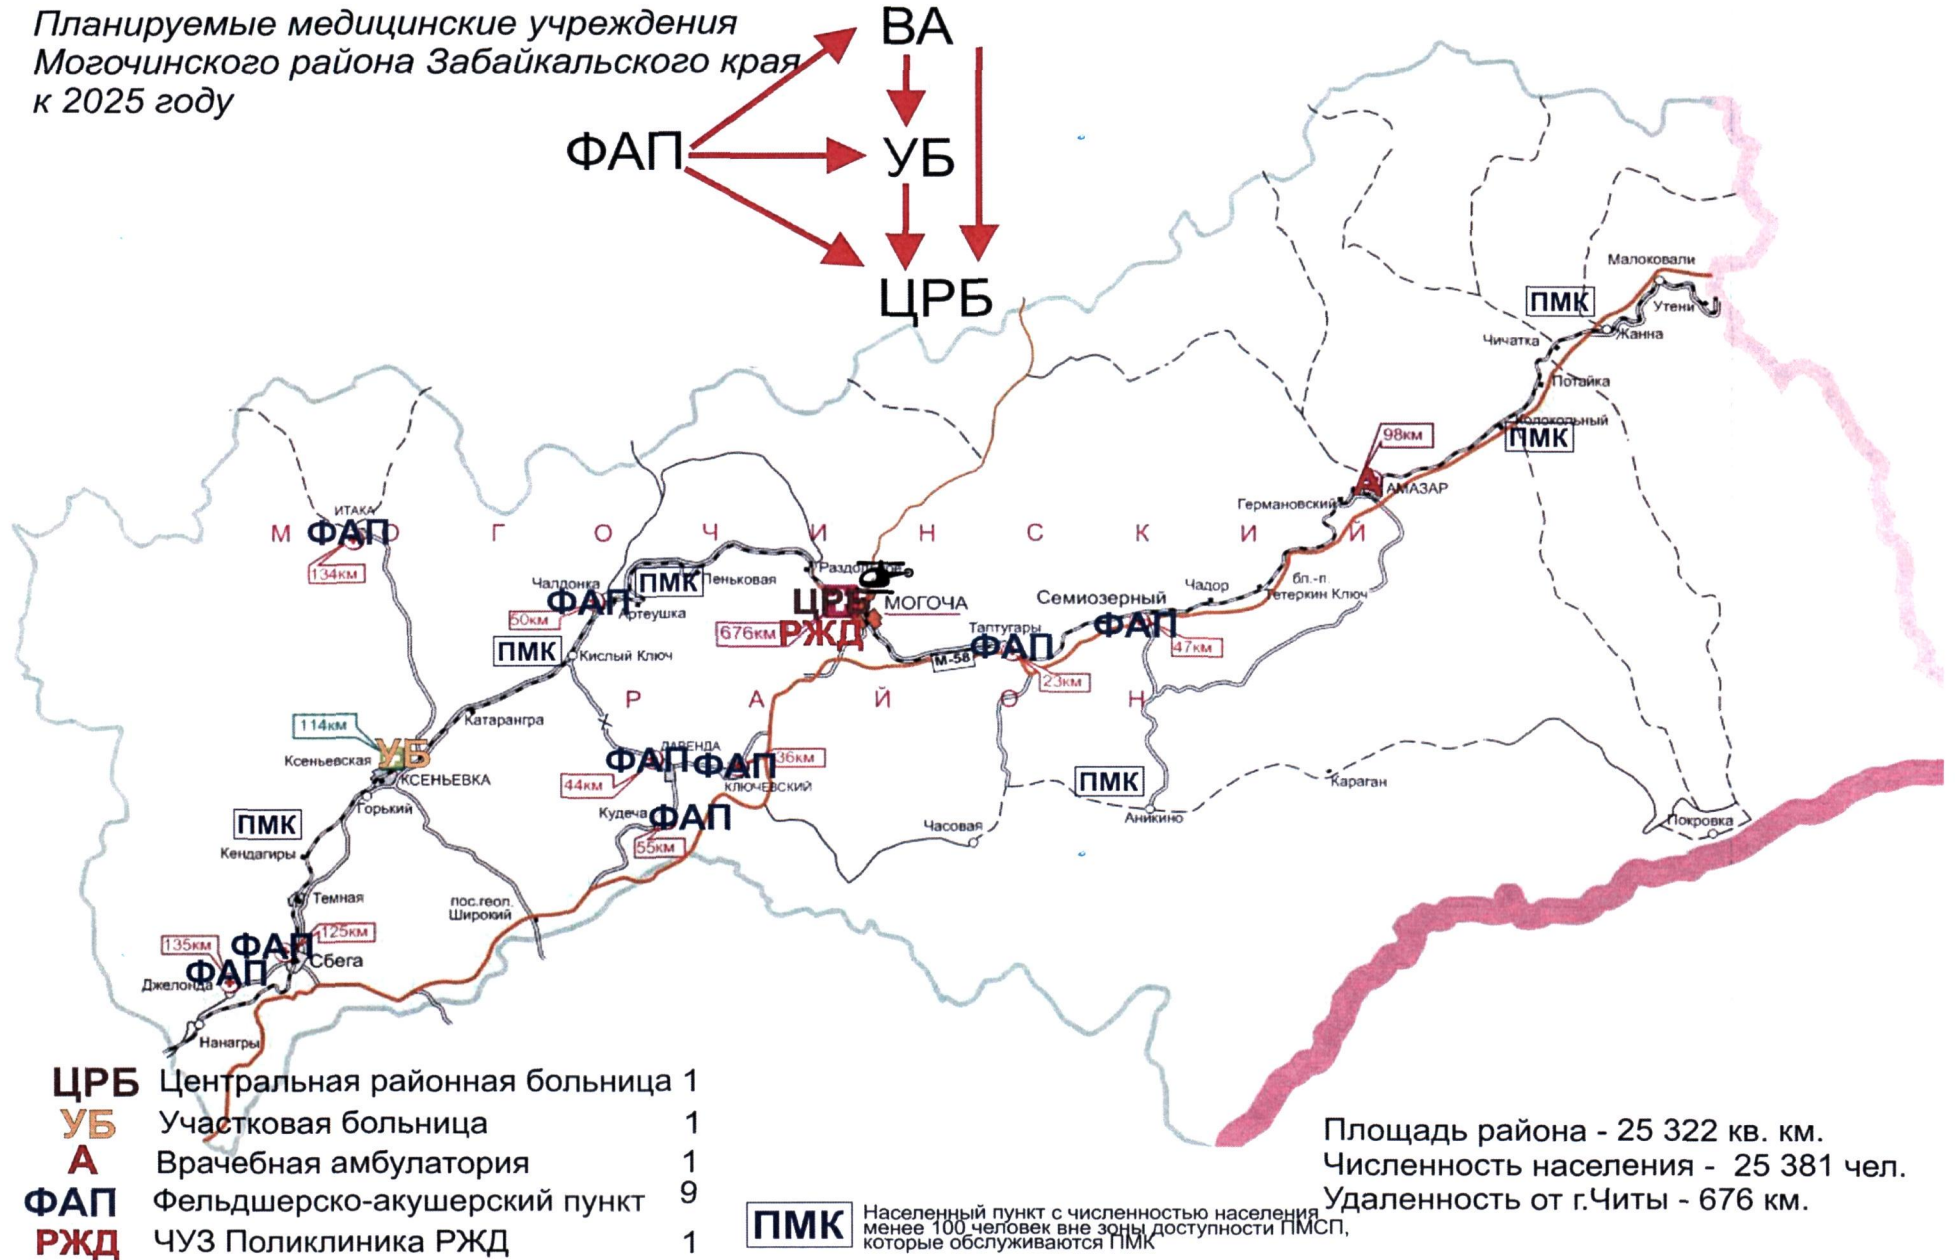 Планируемые медицинские учреждения
Могочинского района Забайкальского края
к 2025 году
ВА
ФАП
УБ
ЦРБ
Малоковали
ПМК
Утени
Чичатка
Жанна
Потайка
Колокольный
ПМК
98км
А
АМАЗАР
Германовский
ИТАКА
ФАП
134км
МОГОЧИНСКИЙ
Раздольное
Чалдонка
ПМК
Пеньковая
ФАП
50км
Артеушка
ЦРБ
МОГОЧА
676км
РЖД
Чадор
бл.-п.
Тетеркин Ключ
Семиозерный
ФАП
47км
Таптугары
ФАП
М-58
23км
ПМК
Кислый Ключ
РАЙОН
Катарангра
114км
УБ
Ксеньевская
КСЕНЬЕВКА
Горький
ДАВЕНДА
ФАП
ФАП
36км
44км
КЛЮЧЕВСКИЙ
Кудеча
ФАП
55км
ПМК
Аникино
Караган
Часовая
Покровка
ПМК
Кендагиры
Темная
пос.геол.
Широкий
125км
135км
ФАП
ФАП
Сбега
Джелонда
Нанагры
ЦРБ Центральная районная больница 1
УБ Участковая больница 1
А Врачебная амбулатория 1
ФАП Фельдшерско-акушерский пункт 9
РЖД ЧУЗ Поликлиника РЖД 1
ПМК Населенный пункт с численностью населения
менее 100 человек вне зоны доступности ПМСП,
которые обслуживаются ПМК
Площадь района - 25 322 кв. км.
Численность населения - 25 381 чел.
Удаленность от г.Читы - 676 км.